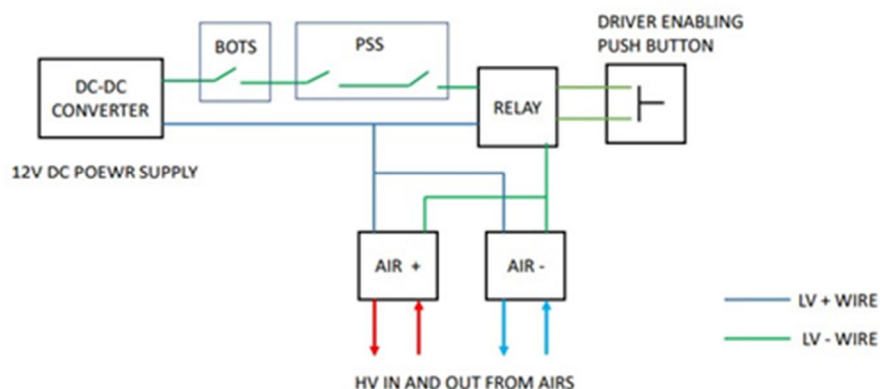 DRIVER ENABLING
PUSH BUTTON
BOTS
PSS
DC-DC
CONVERTER
RELAY
12V DC POEWR SUPPLY
AIR +
AIR -
LV + WIRE
LV - WIRE
HV IN AND OUT FROM AIRS